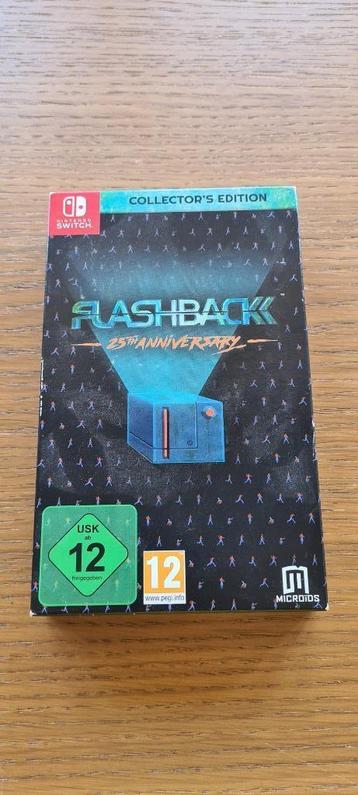 NINTENDO
SWITCH
COLLECTOR'S EDITION
FLASHBACK
25TH ANNIVERSARY
USK
ab
12
freigegeben
12
www.pegi.info
MICROIDS